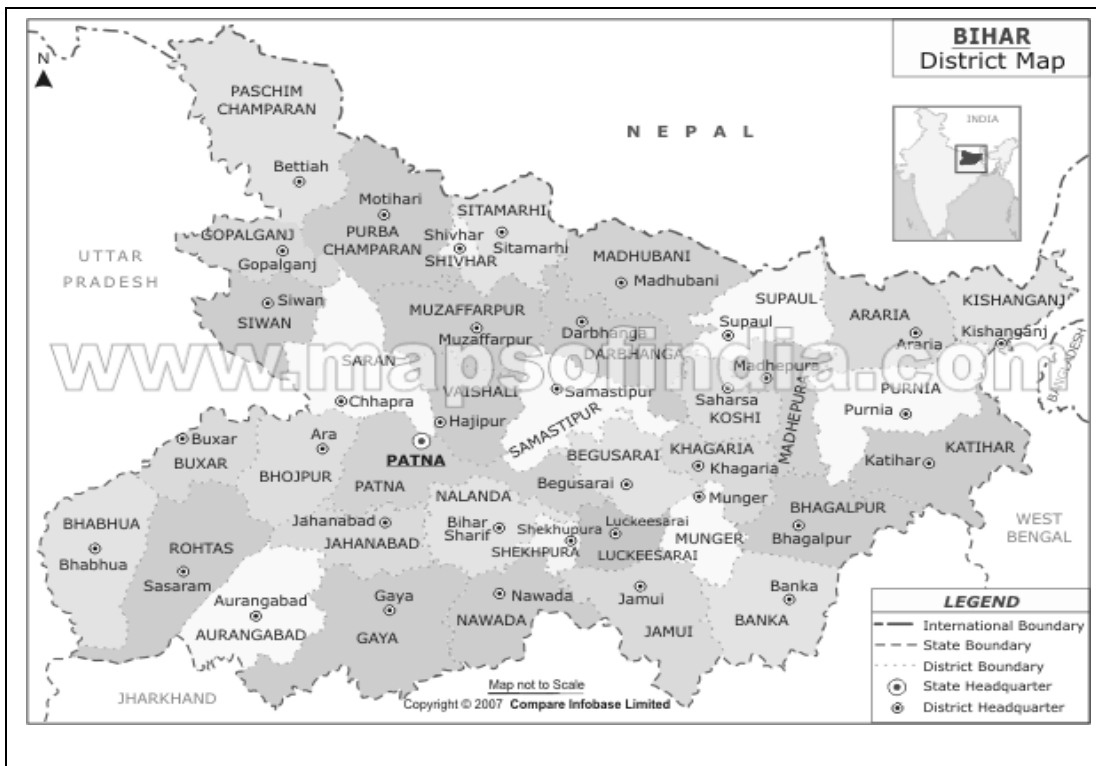 BIHAR
District Map
N
INDIA
NEPAL
PASCHIM
CHAMPARAN
Bettiah
Motihari
PURBA
CHAMPARAN
SITAMARHI
Sitamarhi
Shivhar
SHIVHAR
GOPALGANJ
Gopalganj
UTTAR
PRADESH
Siwan
SIWAN
MADHUBANI
Madhubani
SUPAUL
Supaul
ARARIA
Araria
KISHANGANJ
Kishanganj
MUZAFFARPUR
Muzaffarpur
Darbhanga
DARBHANGA
www.mapsofindia.com
BANGLADESH
SARAN
Chhapra
VAISHALI
Hajipur
Samastipur
SAMASTIPUR
Madhepura
MADHEPURA
Saharsa
KOSHI
PURNIA
Purnia
Buxar
BUXAR
Ara
BHOJPUR
PATNA
PATNA
BEGUSARAI
Begusarai
KHAGARIA
Khagaria
KATIHAR
Katihar
NALANDA
Bihar
Sharif
Munger
MUNGER
BHAGALPUR
Bhagalpur
WEST
BENGAL
BHABHUA
Bhabhua
ROHTAS
Sasaram
Jahanabad
JAHANABAD
Shekhupura
SHEKHPURA
Luckeesarai
LUCKEESARAI
Aurangabad
AURANGABAD
Gaya
GAYA
Nawada
NAWADA
Jamui
JAMUI
Banka
BANKA
JHARKHAND
Map not to Scale
Copyright © 2007 Compare Infobase Limited
LEGEND
International Boundary
State Boundary
District Boundary
State Headquarter
District Headquarter